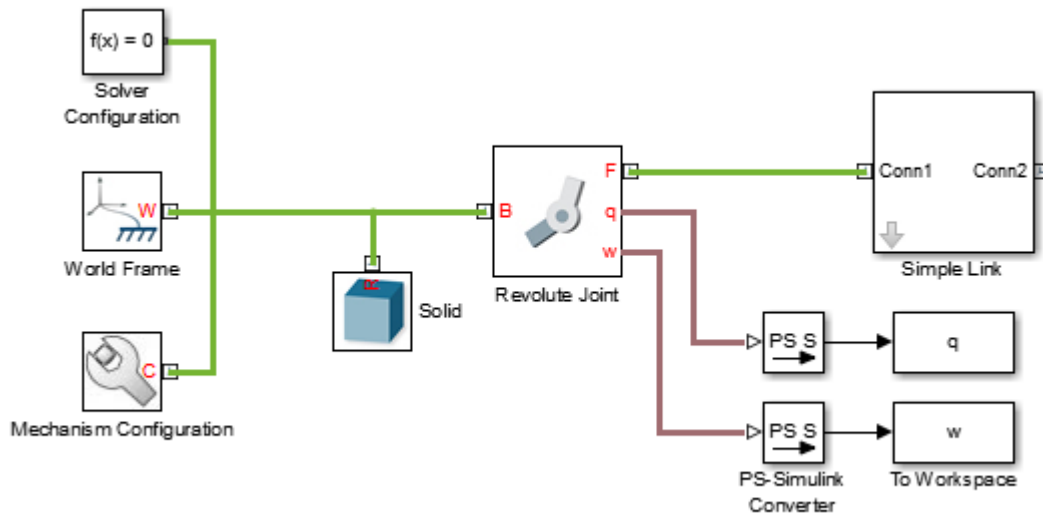 f(x) = 0
Solver
Configuration
W
World Frame
C
Mechanism Configuration
R
Solid
B
F
q
w
Revolute Joint
Conn1
Conn2
Simple Link
PS S
q
PS S
w
PS-Simulink
Converter
To Workspace